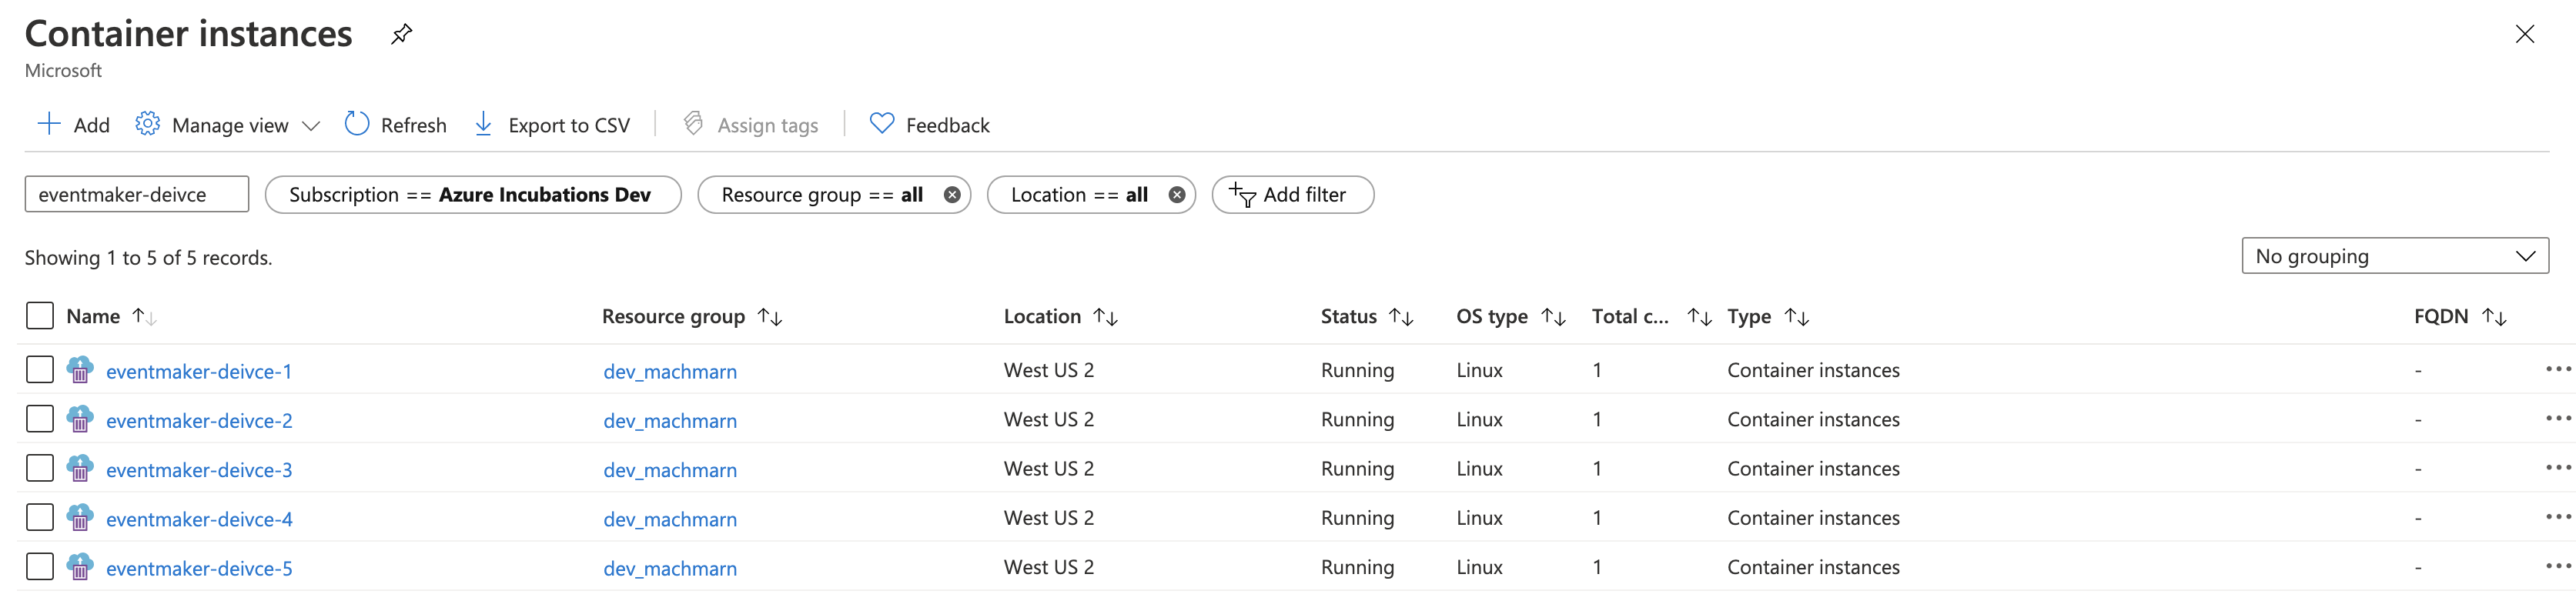 Container instances
Microsoft
Add Manage view Refresh Export to CSV Assign tags Feedback
eventmaker-deivce Subscription == Azure Incubations Dev Resource group == all Location == all Add filter
Showing 1 to 5 of 5 records. No grouping
Name Resource group Location Status OS type Total c... Type FQDN
eventmaker-deivce-1 dev_machmarn West US 2 Running Linux 1 Container instances -
eventmaker-deivce-2 dev_machmarn West US 2 Running Linux 1 Container instances -
eventmaker-deivce-3 dev_machmarn West US 2 Running Linux 1 Container instances -
eventmaker-deivce-4 dev_machmarn West US 2 Running Linux 1 Container instances -
eventmaker-deivce-5 dev_machmarn West US 2 Running Linux 1 Container instances -